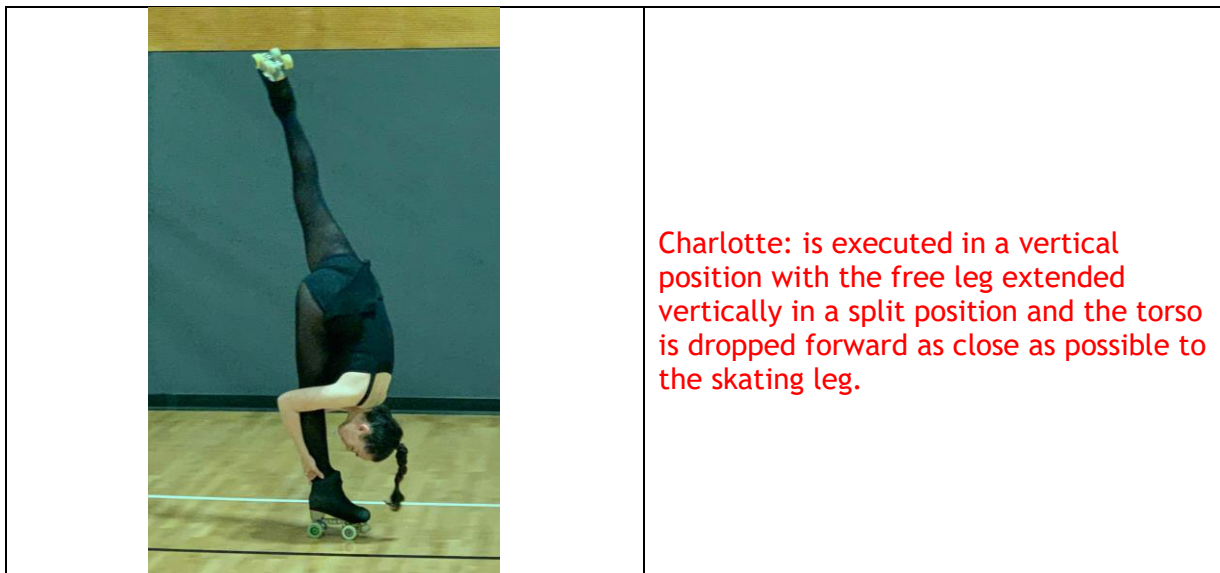 Charlotte: is executed in a vertical
position with the free leg extended
vertically in a split position and the torso
is dropped forward as close as possible to
the skating leg.